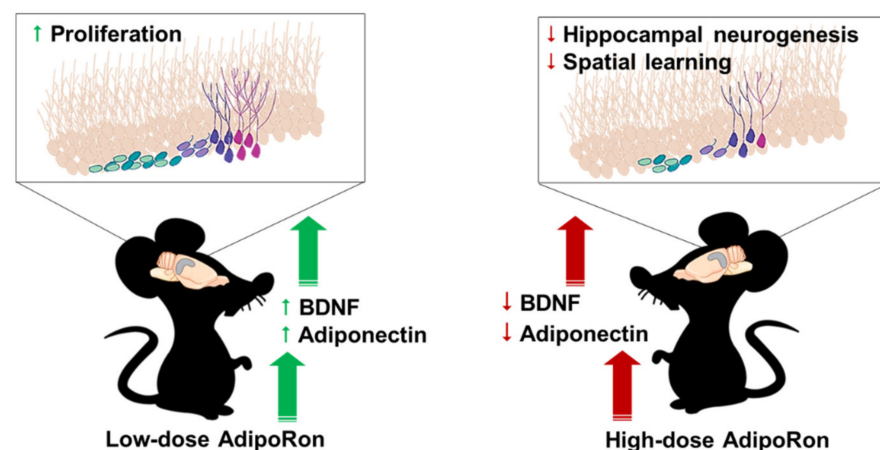 ↑ Proliferation
↓ Hippocampal neurogenesis
↓ Spatial learning
↑ BDNF
↑ Adiponectin
↓ BDNF
↓ Adiponectin
Low-dose AdipoRon
High-dose AdipoRon